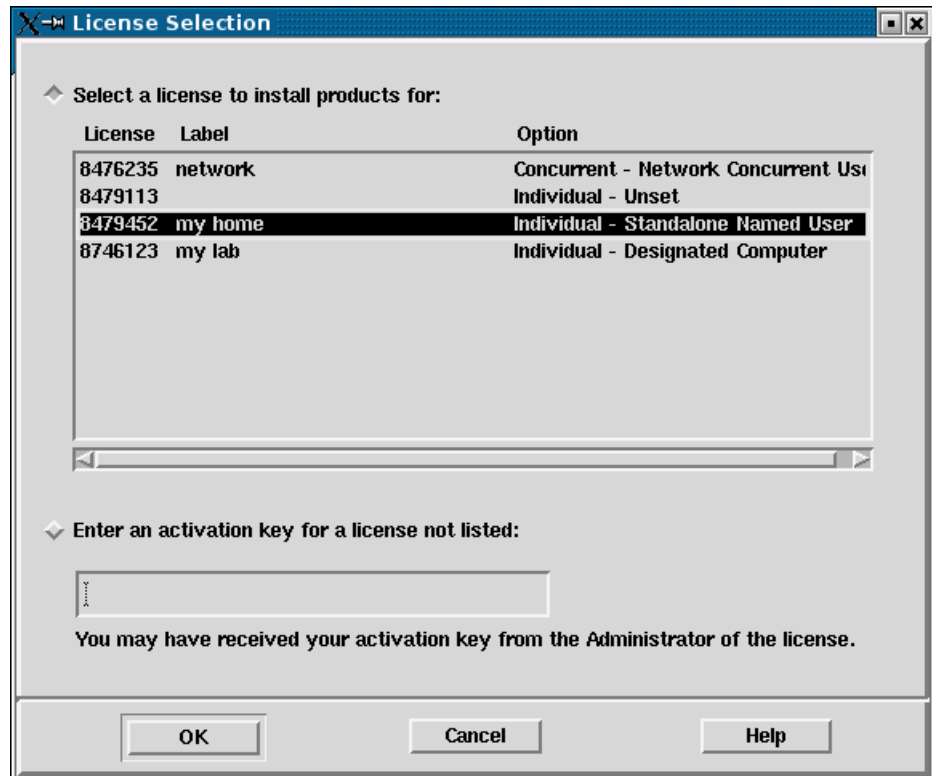 License Selection
Select a license to install products for:
License Label Option
8476235 network Concurrent - Network Concurrent
8479113 Individual - Unset
8479452 my home Individual - Standalone Named User
8746123 my lab Individual - Designated Computer
Enter an activation key for a license not listed:
You may have received your activation key from the Administrator of the license.
OK Cancel Help